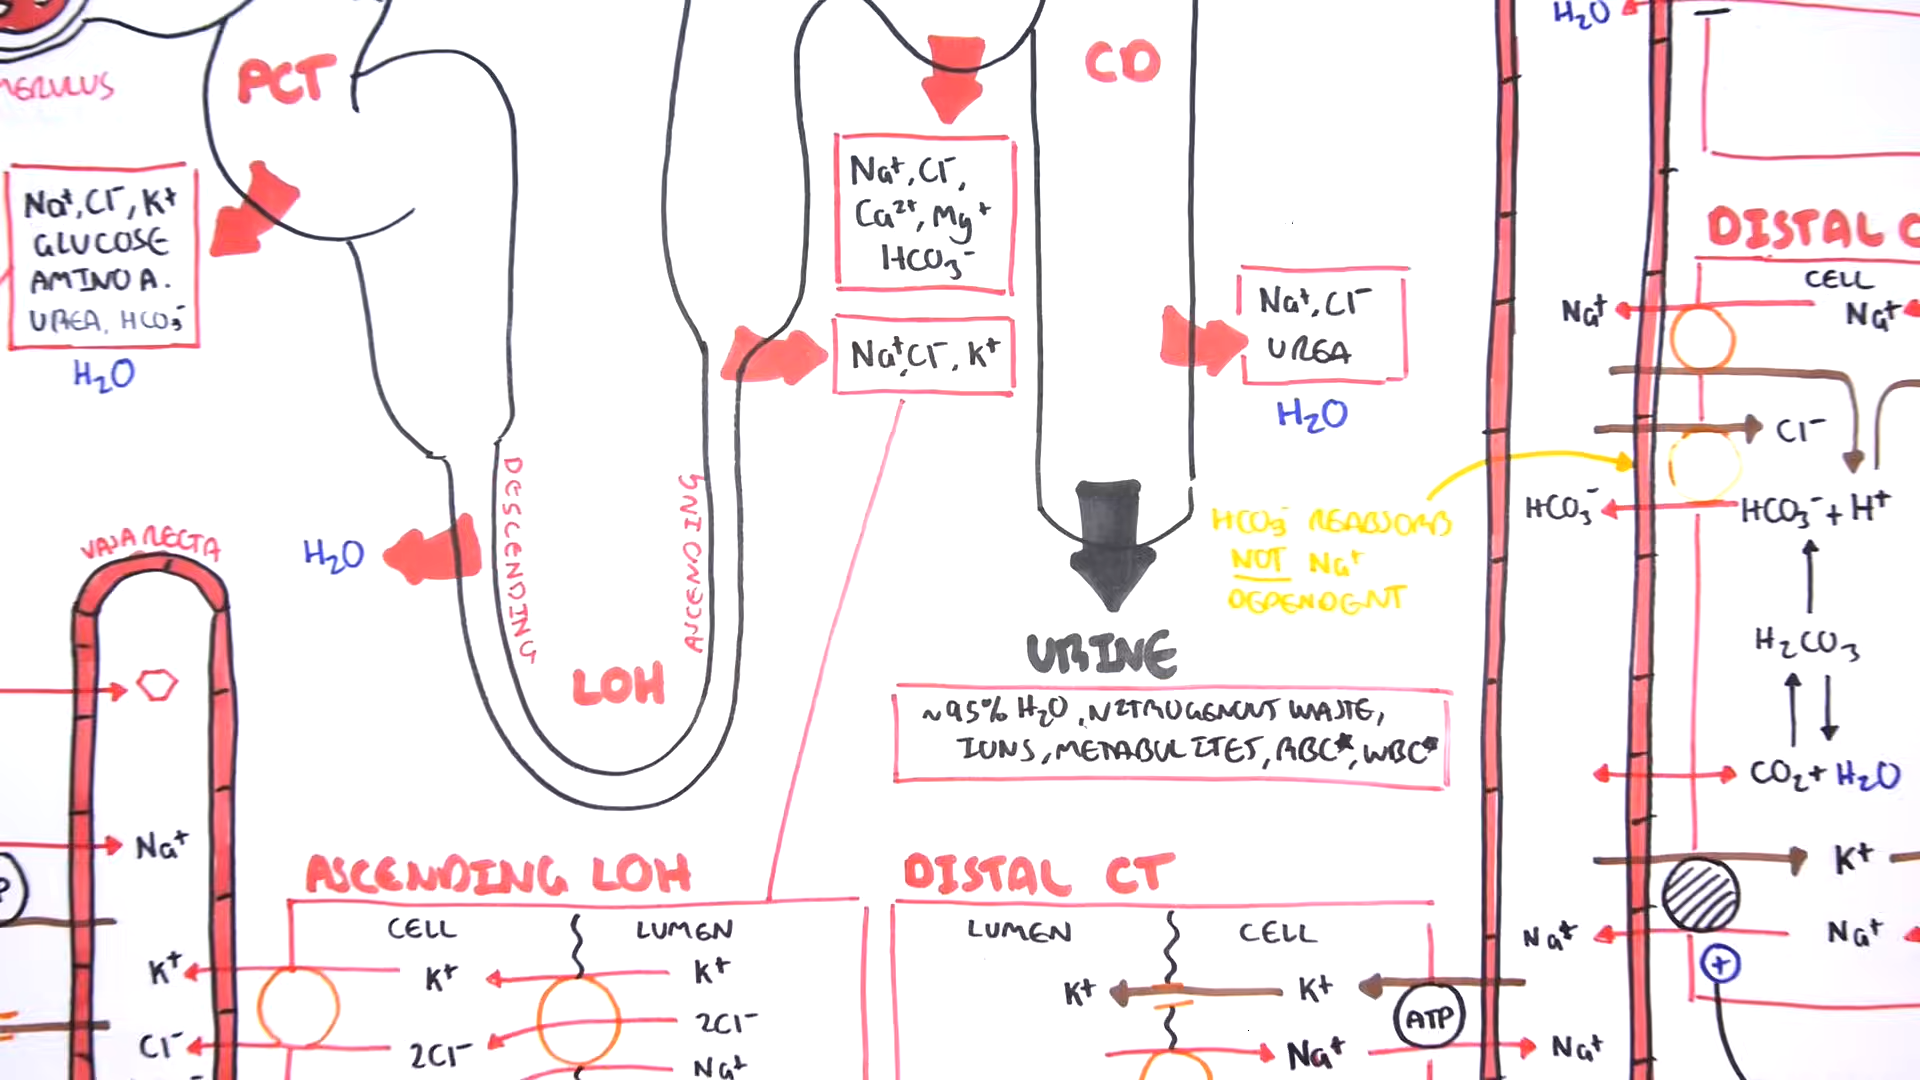 PCT
Na⁺, Cl⁻, K⁺
GLUCOSE
AMINO A.
UREA, HCO₃⁻
H₂O
H₂O
DESCENDING
ASCENDING
LOH
Na⁺, Cl⁻,
Ca²⁺, Mg⁺
HCO₃⁻
Na⁺, Cl⁻, K⁺
CD
Na⁺, Cl⁻
UREA
H₂O
HCO₃⁻ REABSORB
NOT Na⁺
DEPENDENT
URINE
~95% H₂O, NITROGENOUS WASTE,
IONS, METABOLITES, RBC*, WBC*
VASA RECTA
Na⁺
K⁺
Cl⁻
ASCENDING LOH
CELL
LUMEN
K⁺
K⁺
2Cl⁻
2Cl⁻
Na⁺
DISTAL CT
LUMEN
CELL
K⁺
K⁺
ATP
Na⁺
Na⁺
H₂O
DISTAL C
CELL
Na⁺
Na⁺
Cl⁻
HCO₃⁻
HCO₃⁻ + H⁺
H₂CO₃
CO₂ + H₂O
K⁺
Na⁺
Na⁺
+